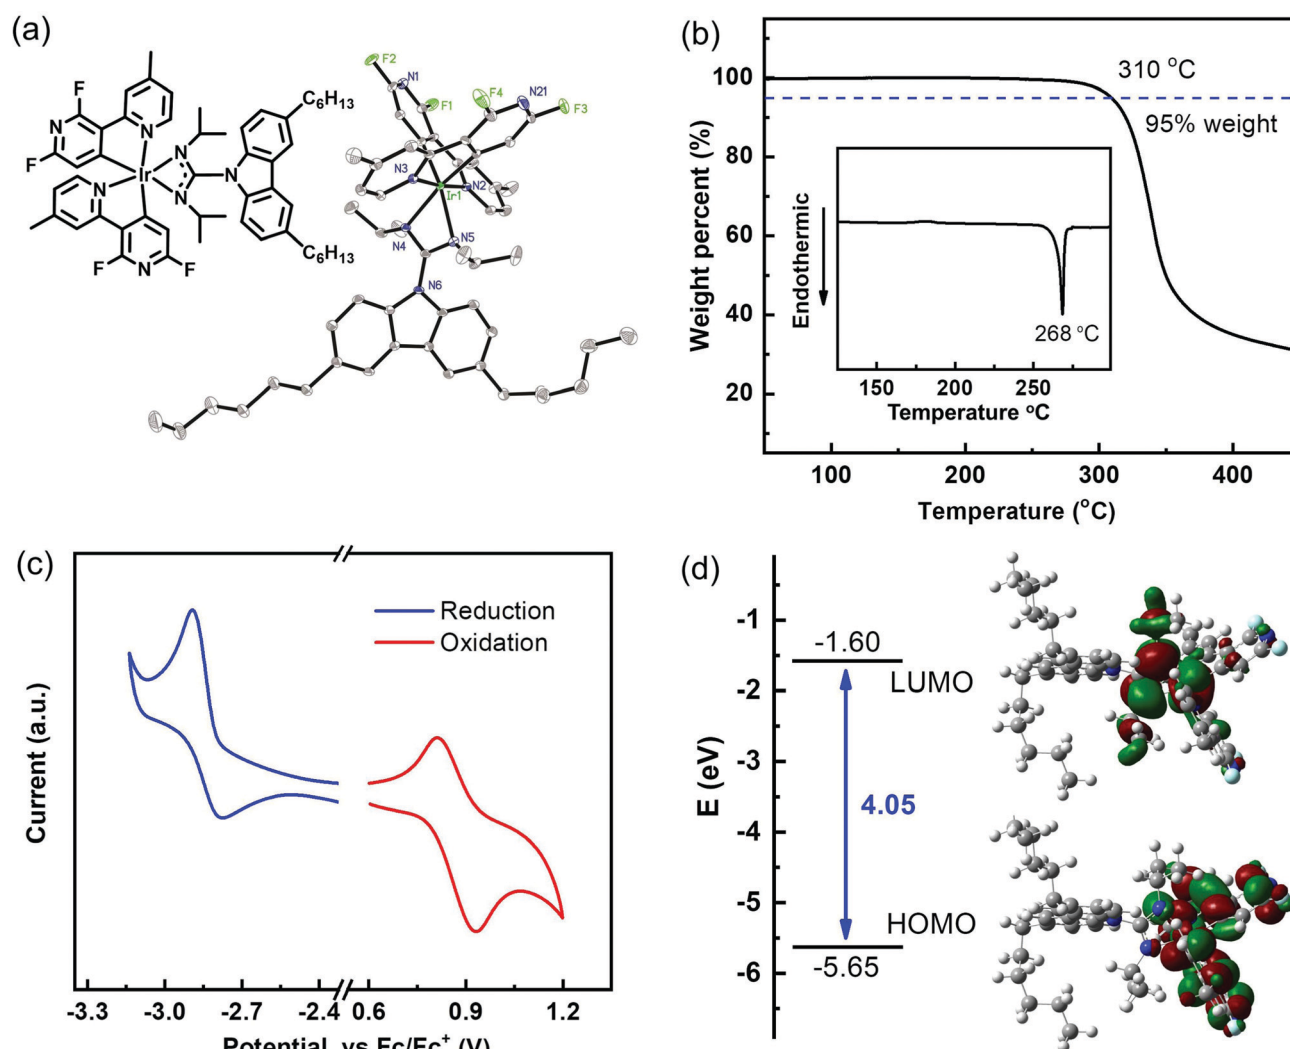 (a)
F
N
F
N
N
N
Ir
N
N
F
N
F
C6H13
C6H13
F2
N1
F1
F4
N21
F3
N3
N2
Ir1
N4
N5
N6
(b)
Weight percent (%)
100
80
60
40
20
310 °C
95% weight
Endothermic
268 °C
150
200
250
Temperature °C
100
200
300
400
Temperature (°C)
(c)
Current (a.u.)
Reduction
Oxidation
-3.3
-3.0
-2.7
-2.4
0.6
0.9
1.2
Potential vs Fc/Fc+ (V)
(d)
E (eV)
-1
-2
-3
-4
-5
-6
-1.60
LUMO
4.05
HOMO
-5.65